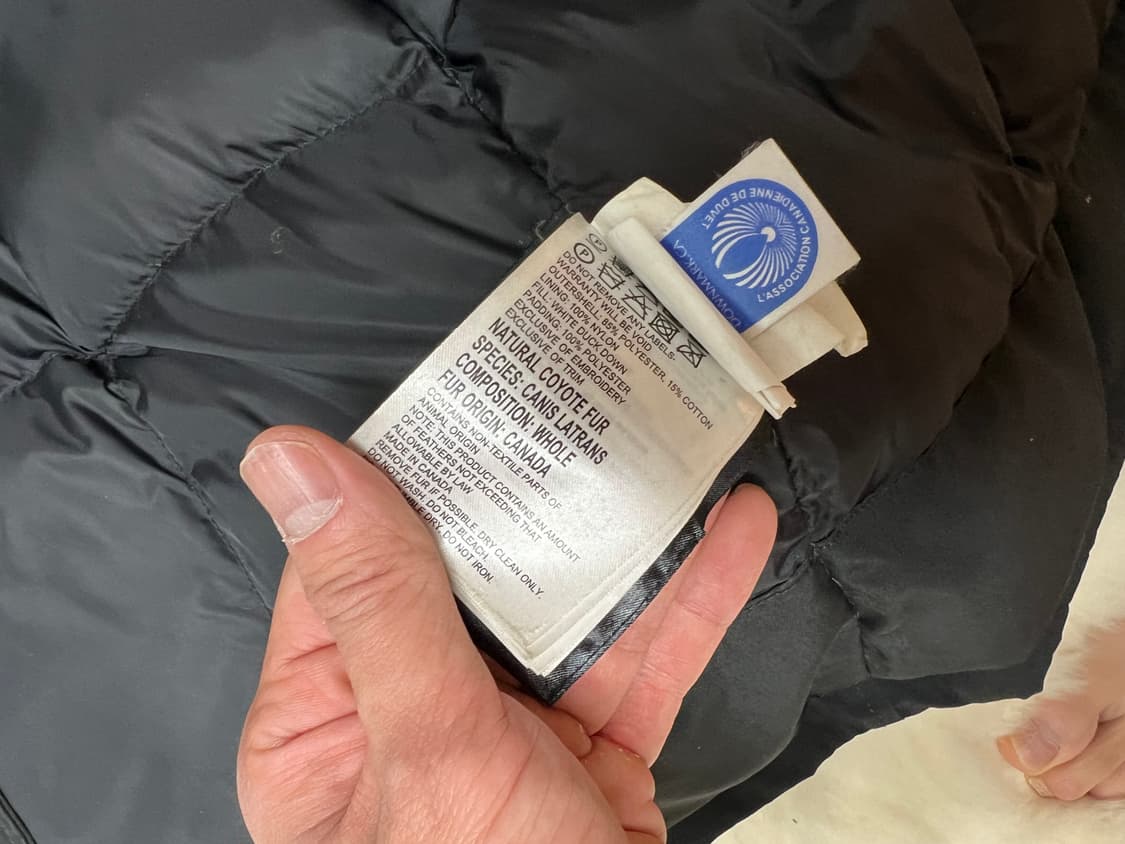 DO NOT REMOVE ANY LABELS.
WARRANTY WILL BE VOID
OUTERSHELL: 85% POLYESTER, 15% COTTON
LINING: 100% NYLON
FILL: WHITE DUCK DOWN
PADDING: 100% POLYESTER
EXCLUSIVE OF EMBROIDERY
EXCLUSIVE OF TRIM
NATURAL COYOTE FUR
SPECIES: CANIS LATRANS
COMPOSITION: WHOLE
FUR ORIGIN: CANADA
CONTAINS NON-TEXTILE PARTS OF
ANIMAL ORIGIN
NOTE: THIS PRODUCT CONTAINS AN AMOUNT
OF FEATHERS NOT EXCEEDING THAT
ALLOWABLE BY LAW
MADE IN CANADA
REMOVE FUR IF POSSIBLE, DRY CLEAN ONLY.
DO NOT WASH. DO NOT BLEACH.
DRY. DO NOT IRON.
L'ASSOCIATION CANADIENNE DE DUVET
DOWNMARK.CA